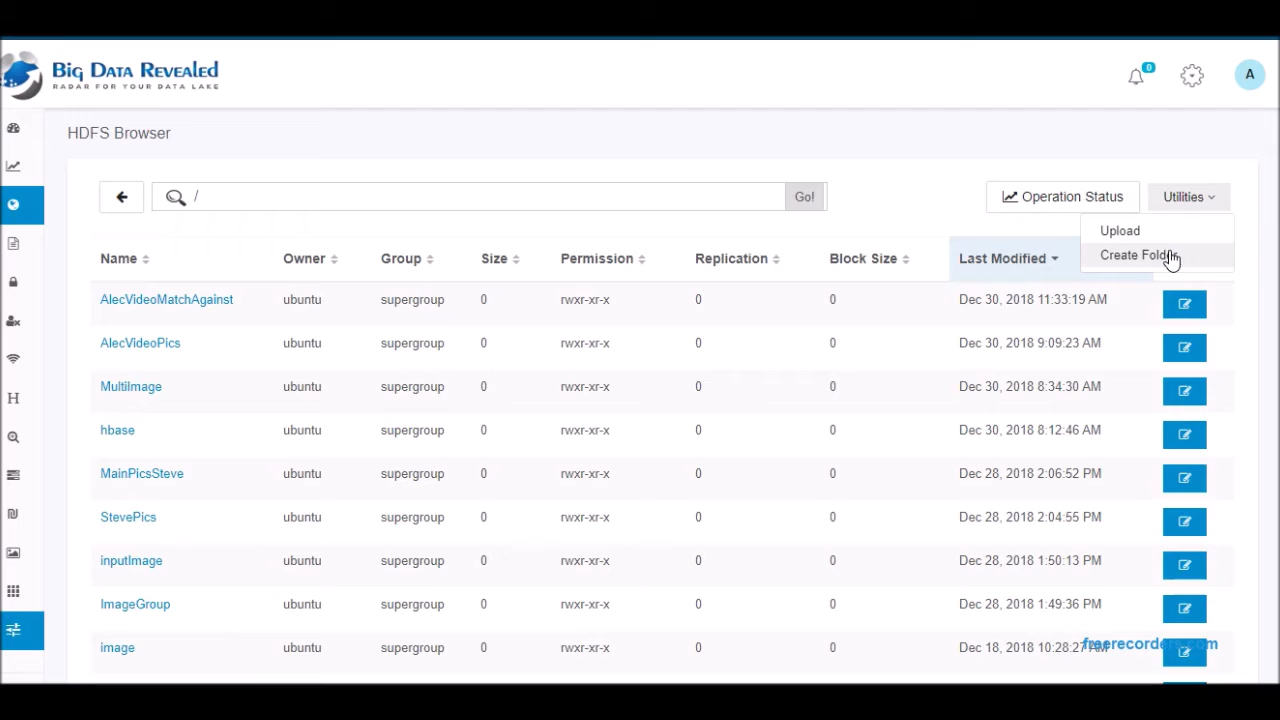 Big Data Revealed
RADAR FOR YOUR DATA LAKE
0
A
HDFS Browser
/
Go!
Operation Status
Utilities
Upload
Create Folder
Name Owner Group Size Permission Replication Block Size Last Modified
AlecVideoMatchAgainst ubuntu supergroup 0 rwxr-xr-x 0 0 Dec 30, 2018 11:33:19 AM
AlecVideoPics ubuntu supergroup 0 rwxr-xr-x 0 0 Dec 30, 2018 9:09:23 AM
MultiImage ubuntu supergroup 0 rwxr-xr-x 0 0 Dec 30, 2018 8:34:30 AM
hbase ubuntu supergroup 0 rwxr-xr-x 0 0 Dec 30, 2018 8:12:46 AM
H
MainPicsSteve ubuntu supergroup 0 rwxr-xr-x 0 0 Dec 28, 2018 2:06:52 PM
StevePics ubuntu supergroup 0 rwxr-xr-x 0 0 Dec 28, 2018 2:04:55 PM
inputImage ubuntu supergroup 0 rwxr-xr-x 0 0 Dec 28, 2018 1:50:13 PM
ImageGroup ubuntu supergroup 0 rwxr-xr-x 0 0 Dec 28, 2018 1:49:36 PM
image ubuntu supergroup 0 rwxr-xr-x 0 0 Dec 18, 2018 10:28:27 AM
freerecorders.com